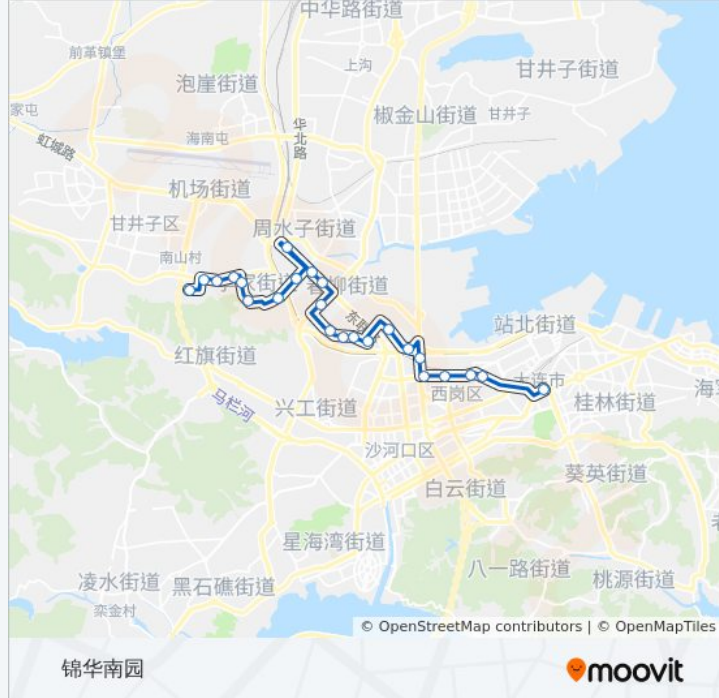 中华路街道
前革镇堡
上沟
甘井子街道
泡崖街道
家屯
椒金山街道
甘井子
华北路
虹城路
海南屯
机场街道
甘井子区
周水子街道
南山村
李家街道
春柳街道
东联路
站北街道
红旗街道
大连市
西岗区
马栏河
兴工街道
桂林街道
沙河口区
葵英街道
白云街道
星海湾街道
八一路街道
凌水街道
黑石礁街道
桃源街道
栾金村
© OpenStreetMap contributors | © OpenMapTiles
锦华南园
moovit